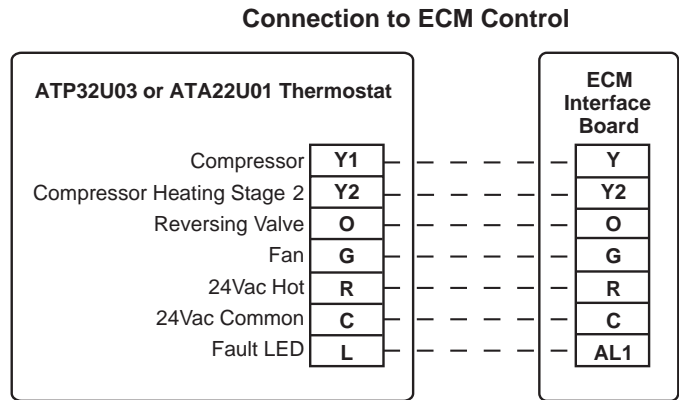 Connection to ECM Control
ATP32U03 or ATA22U01 Thermostat
ECM
Interface
Board
Compressor Y1 Y
Compressor Heating Stage 2 Y2 Y2
Reversing Valve O O
Fan G G
24Vac Hot R R
24Vac Common C C
Fault LED L AL1